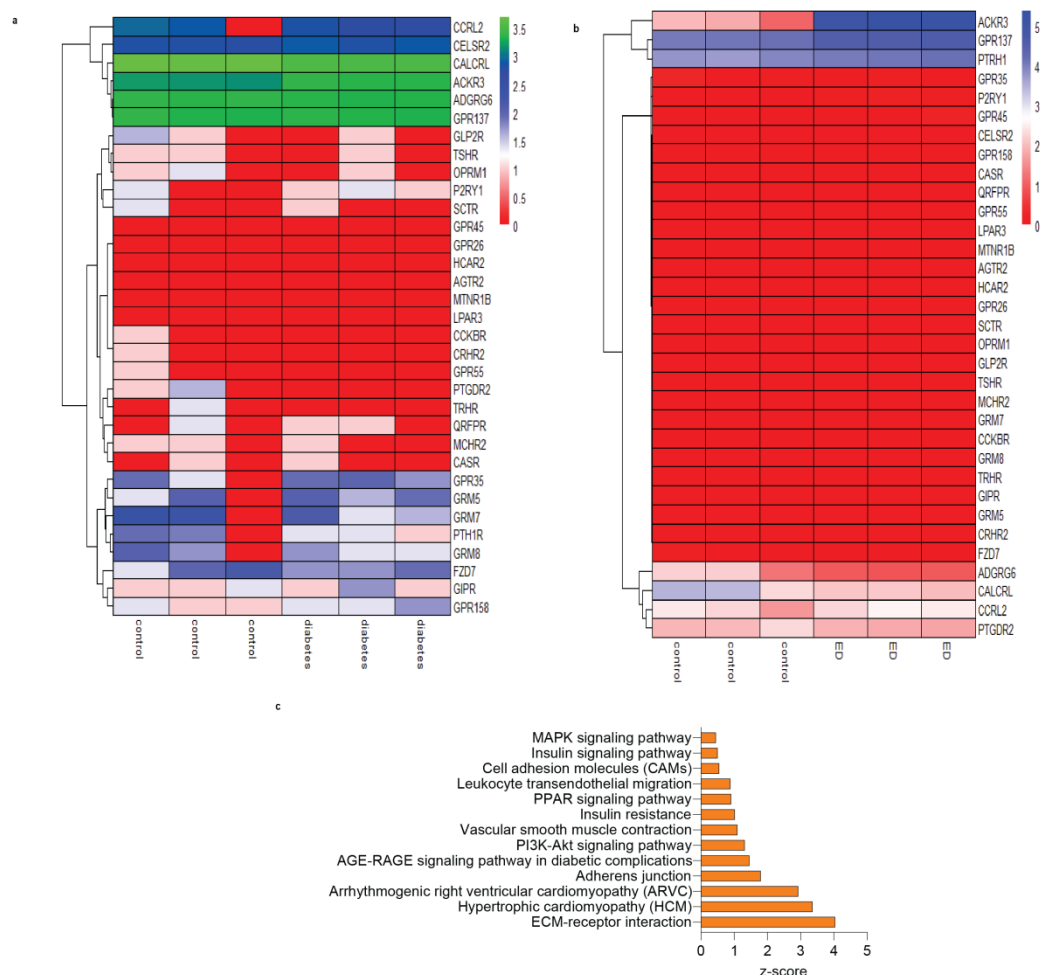 a
CCRL2
CELSR2
CALCRL
ACKR3
ADGRG6
GPR137
GLP2R
TSHR
OPRM1
P2RY1
SCTR
GPR45
GPR26
HCAR2
AGTR2
MTNR1B
LPAR3
CCKBR
CRHR2
GPR55
PTGDR2
TRHR
QRFPR
MCHR2
CASR
GPR35
GRM5
GRM7
PTH1R
GRM8
FZD7
GIPR
GPR158
3.5
3
2.5
2
1.5
1
0.5
0
control
control
control
diabetes
diabetes
diabetes
b
ACKR3
GPR137
PTRH1
GPR35
P2RY1
GPR45
CELSR2
GPR158
CASR
QRFPR
GPR55
LPAR3
MTNR1B
AGTR2
HCAR2
GPR26
SCTR
OPRM1
GLP2R
TSHR
MCHR2
GRM7
CCKBR
GRM8
TRHR
GIPR
GRM5
CRHR2
FZD7
ADGRG6
CALCRL
CCRL2
PTGDR2
5
4
3
2
1
0
control
control
control
ED
ED
ED
c
MAPK signaling pathway
Insulin signaling pathway
Cell adhesion molecules (CAMs)
Leukocyte transendothelial migration
PPAR signaling pathway
Insulin resistance
Vascular smooth muscle contraction
PI3K-Akt signaling pathway
AGE-RAGE signaling pathway in diabetic complications
Adherens junction
Arrhythmogenic right ventricular cardiomyopathy (ARVC)
Hypertrophic cardiomyopathy (HCM)
ECM-receptor interaction
0 1 2 3 4 5
z-score